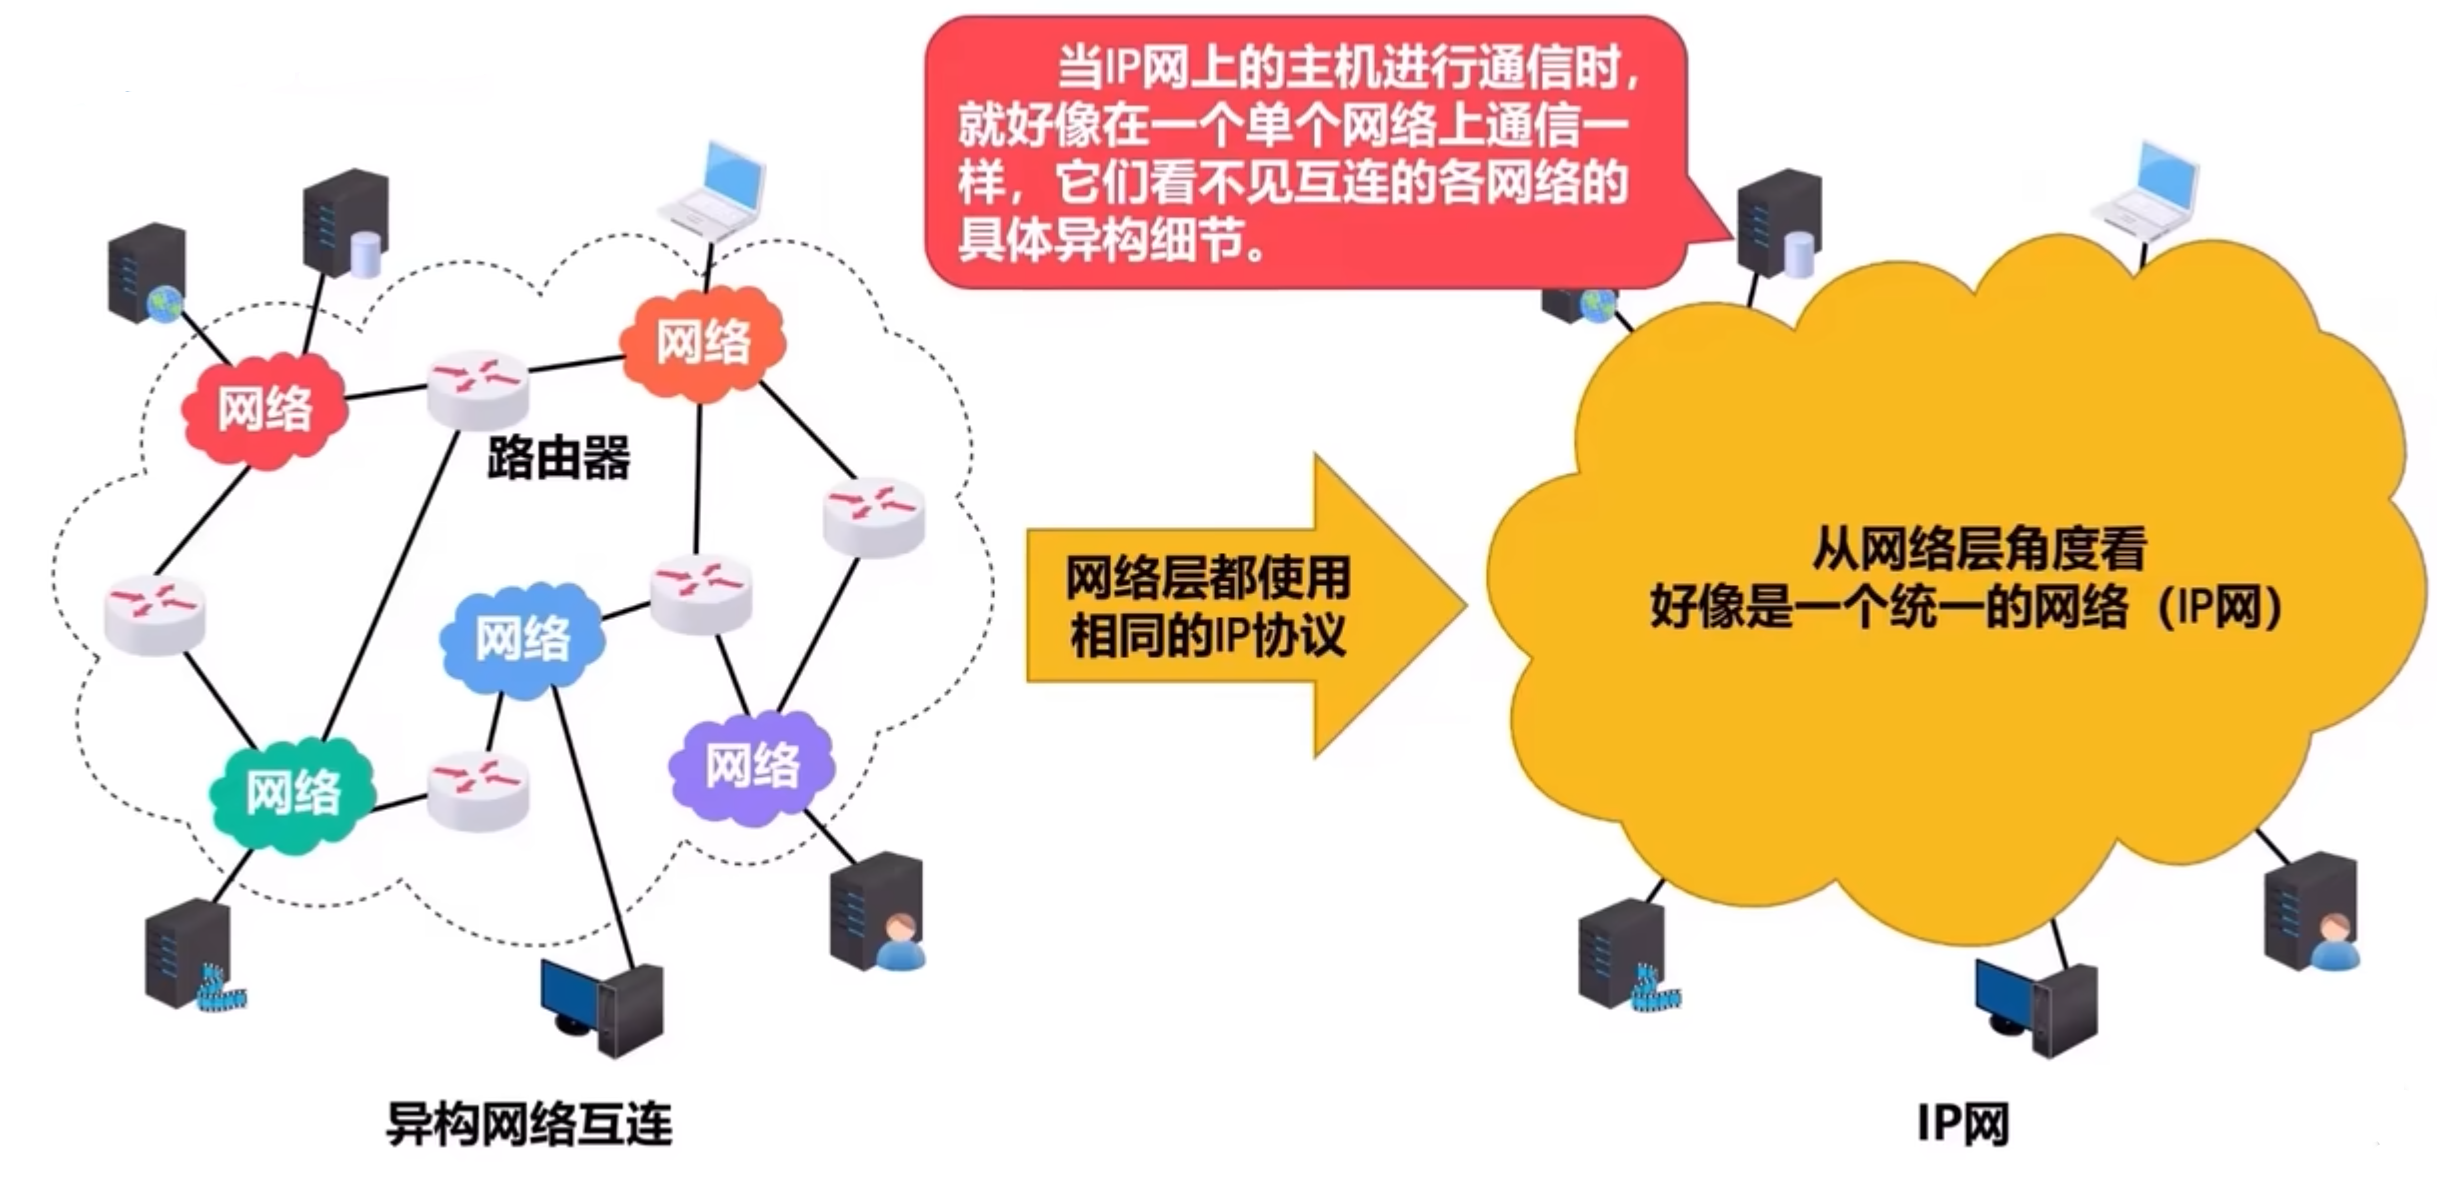 当IP网上的主机进行通信时，
就好像在一个单个网络上通信一
样，它们看不见互连的各网络的
具体异构细节。
网络
网络
路由器
网络
网络
网络
网络层都使用
相同的IP协议
从网络层角度看
好像是一个统一的网络（IP网）
异构网络互连
IP网